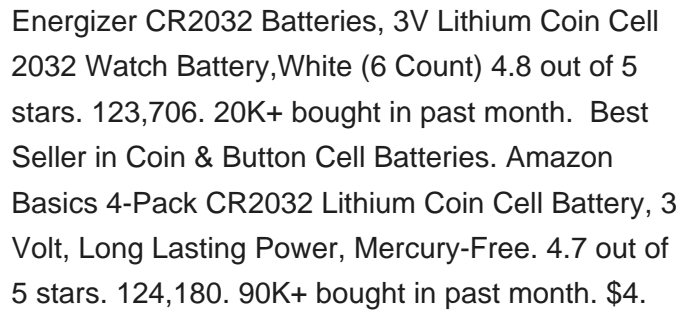 Energizer CR2032 Batteries, 3V Lithium Coin Cell
2032 Watch Battery,White (6 Count) 4.8 out of 5
stars. 123,706. 20K+ bought in past month.  Best
Seller in Coin & Button Cell Batteries. Amazon
Basics 4-Pack CR2032 Lithium Coin Cell Battery, 3
Volt, Long Lasting Power, Mercury-Free. 4.7 out of
5 stars. 124,180. 90K+ bought in past month. $4.